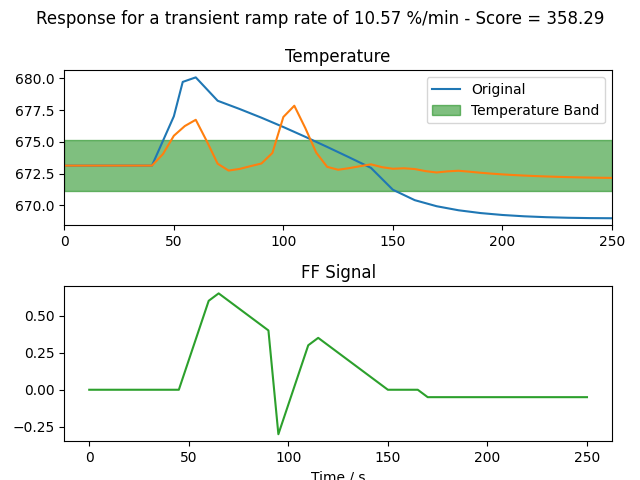 Response for a transient ramp rate of 10.57 %/min - Score = 358.29
Temperature
680.0
677.5
675.0
672.5
670.0
Original
Temperature Band
0 50 100 150 200 250
FF Signal
0.50
0.25
0.00
−0.25
0 50 100 150 200 250
Time / s